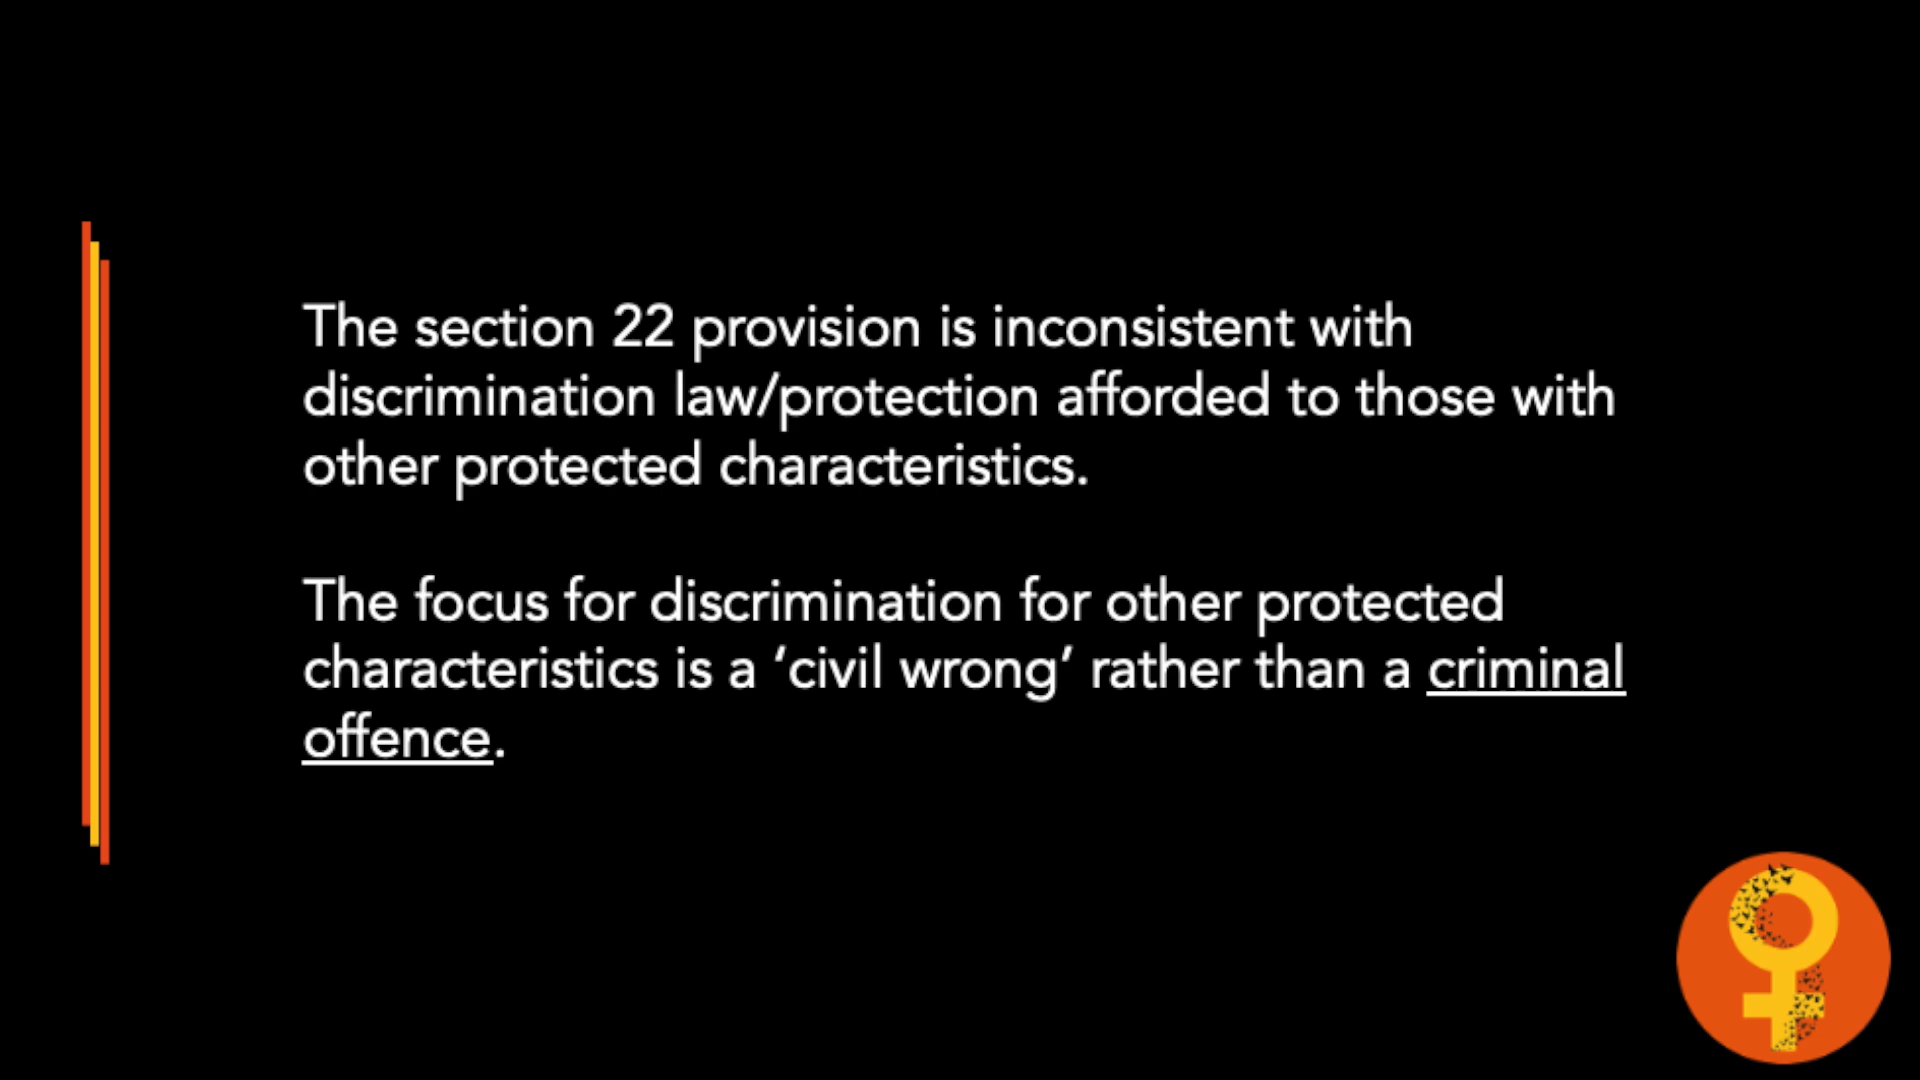 The section 22 provision is inconsistent with
discrimination law/protection afforded to those with
other protected characteristics.
The focus for discrimination for other protected
characteristics is a ‘civil wrong’ rather than a criminal
offence.